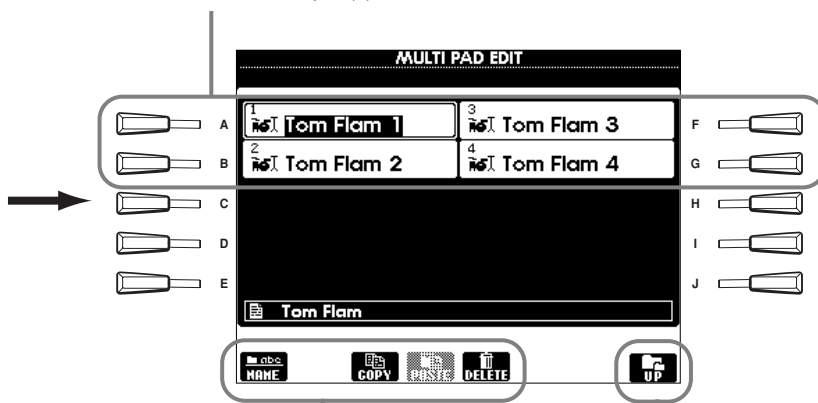 MULTI PAD EDIT
A
1 Tom Flam 1
3 Tom Flam 3
F
B
2 Tom Flam 2
4 Tom Flam 4
G
C
H
D
I
E
J
Tom Flam
abc
NAME
COPY
PASTE
DELETE
UP